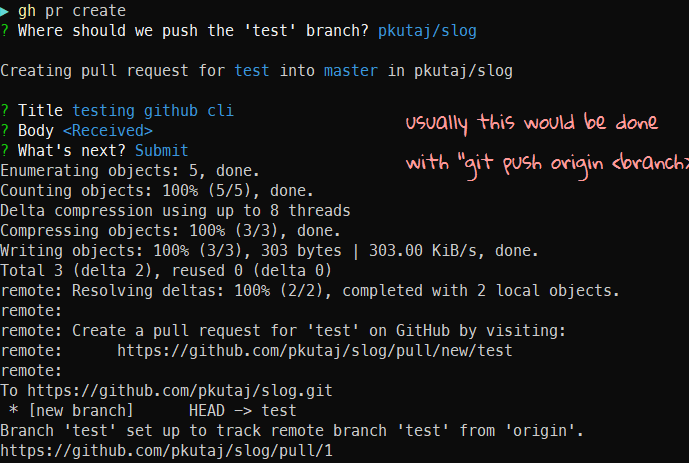 ▶ gh pr create
? Where should we push the 'test' branch? pkutaj/slog
Creating pull request for test into master in pkutaj/slog
? Title testing github cli
? Body <Received>
? What's next? Submit
usually this would be done
with "git push origin <branch>
Enumerating objects: 5, done.
Counting objects: 100% (5/5), done.
Delta compression using up to 8 threads
Compressing objects: 100% (3/3), done.
Writing objects: 100% (3/3), 303 bytes | 303.00 KiB/s, done.
Total 3 (delta 2), reused 0 (delta 0)
remote: Resolving deltas: 100% (2/2), completed with 2 local objects.
remote:
remote: Create a pull request for 'test' on GitHub by visiting:
remote:      https://github.com/pkutaj/slog/pull/new/test
remote:
To https://github.com/pkutaj/slog.git
 * [new branch]      HEAD -> test
Branch 'test' set up to track remote branch 'test' from 'origin'.
https://github.com/pkutaj/slog/pull/1